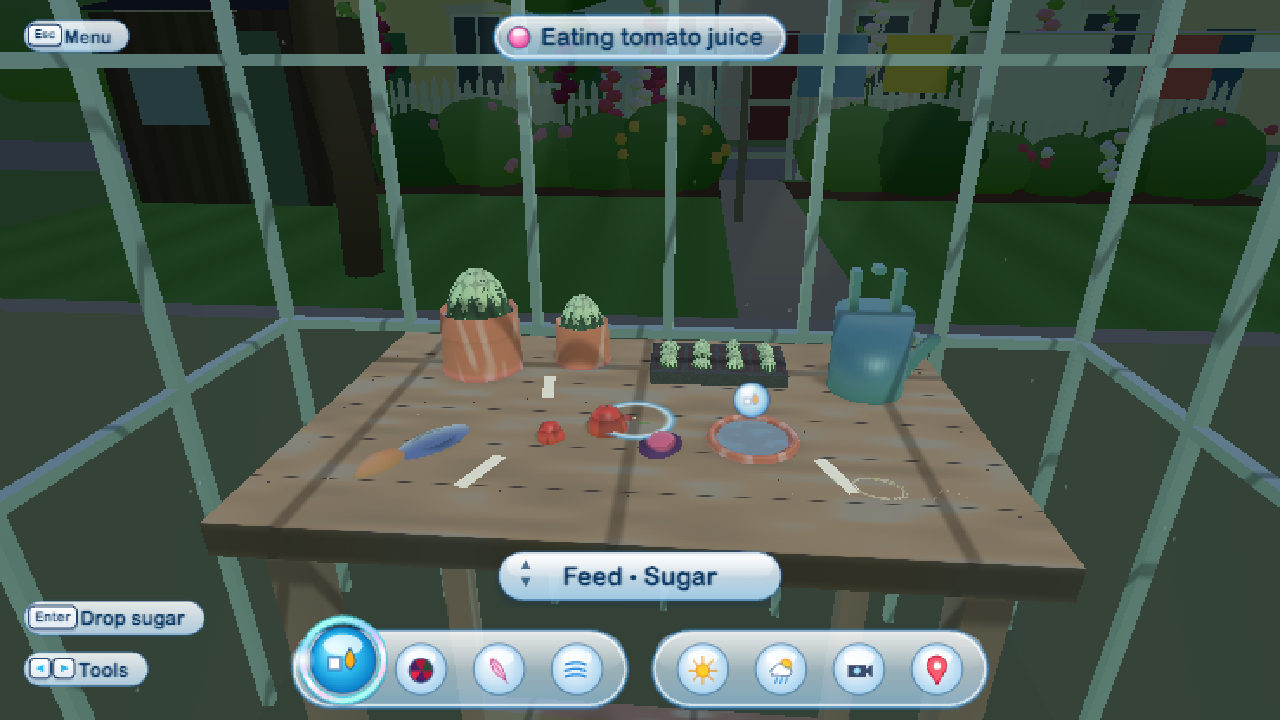 Esc Menu
Eating tomato juice
Feed • Sugar
Enter Drop sugar
Tools